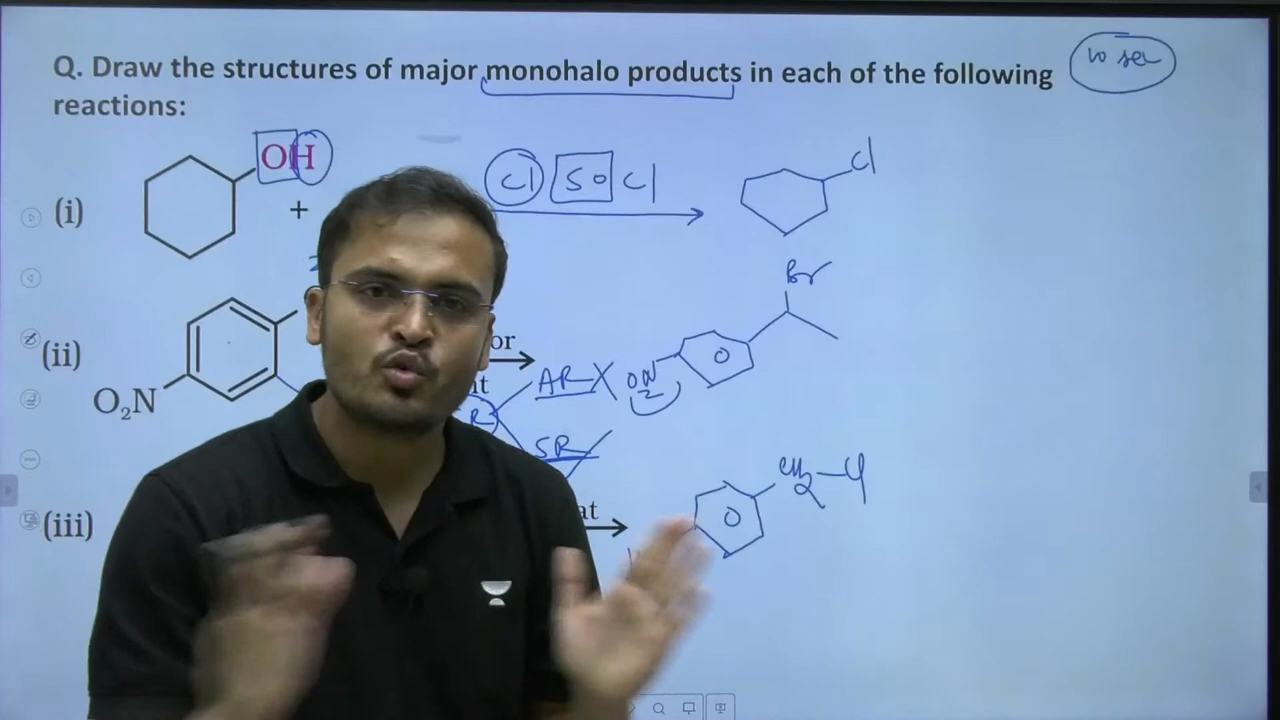 Q. Draw the structures of major monohalo products in each of the following
reactions:
10 sec
(i)
OH
+
Cl SO Cl
Cl
(ii)
O₂N
or
Br
AR X
O₂N
SR
(iii)
at
CH₂-Cl